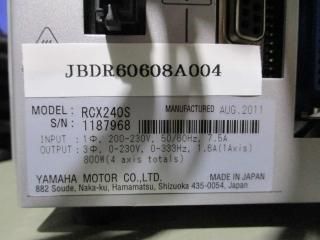 JBDR60608A004
MODEL: RCX240S MANUFACTURED AUG.2011
S/N: 1187968
INPUT : 1Φ, 200-230V, 50/60Hz, 7.5A
OUTPUT: 3Φ, 0-230V, 0-333Hz, 1.6A(1Axis)
800W(4 axis totals)
YAMAHA MOTOR CO.,LTD. MADE IN JAPAN
882 Soude, Naka-ku, Hamamatsu, Shizuoka 435-0054, Japan